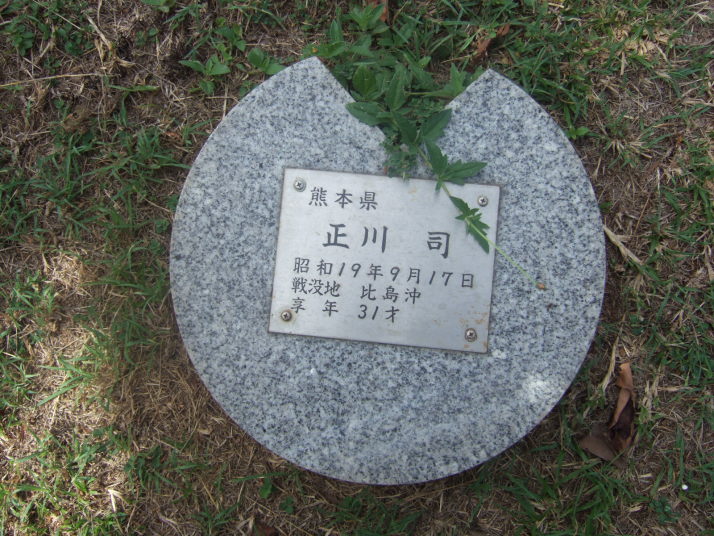 熊本県
正川 司
昭和19年9月17日
戦没地 比島沖
享年 31才